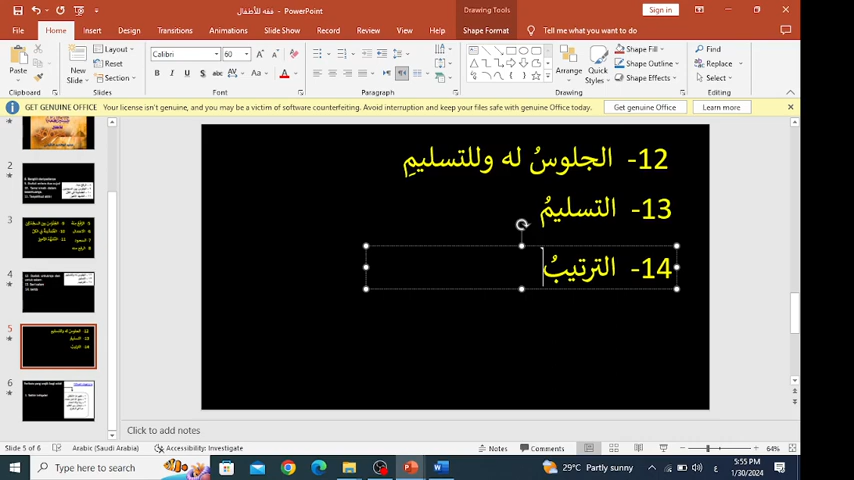 فقه للأطفال - PowerPoint
Drawing Tools
Sign in
File Home Insert Design Transitions Animations Slide Show Review View Help Shape Format Tell me what you want to do
Paste
New Slide
Layout
Reset
Section
Calibri 60
Arrange
Quick Styles
Shape Fill
Shape Outline
Shape Effects
Find
Replace
Select
Clipboard Slides Font Paragraph Drawing Editing
GET GENUINE OFFICE Your license isn't genuine, and you may be a victim of software counterfeiting. Avoid interruption and keep your files safe with genuine Office today. Get genuine Office Learn more
12- الجلوسُ له وللتسليمِ
13- التسليمُ
14- الترتيبُ
2
3
4
5
6
Click to add notes
Slide 5 of 6 Arabic (Saudi Arabia) Accessibility: Investigate Notes Comments 64%
Type here to search
29°C Partly sunny
ع
5:55 PM
1/30/2024